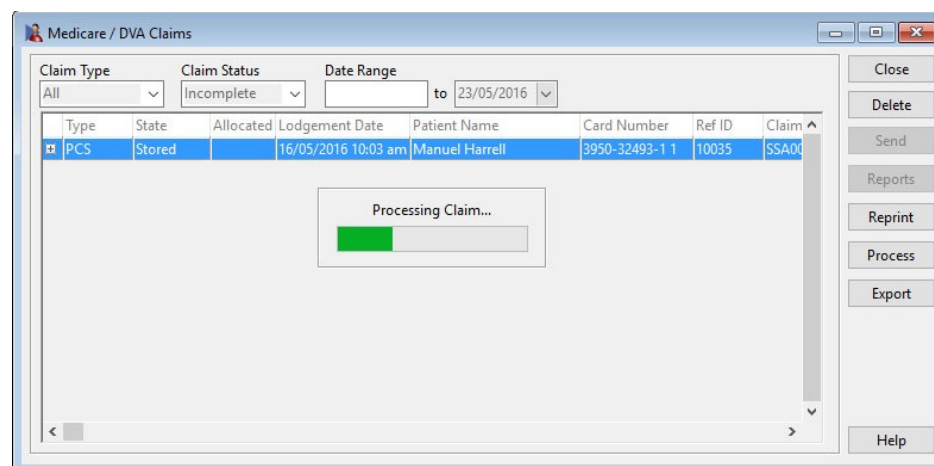 Medicare / DVA Claims
Claim Type Claim Status Date Range
All Incomplete to 23/05/2016
Type State Allocated Lodgement Date Patient Name Card Number Ref ID Claim
PCS Stored 16/05/2016 10:03 am Manuel Harrell 3950-32493-1 1 10035 SSA00
Processing Claim...
Close
Delete
Send
Reports
Reprint
Process
Export
Help